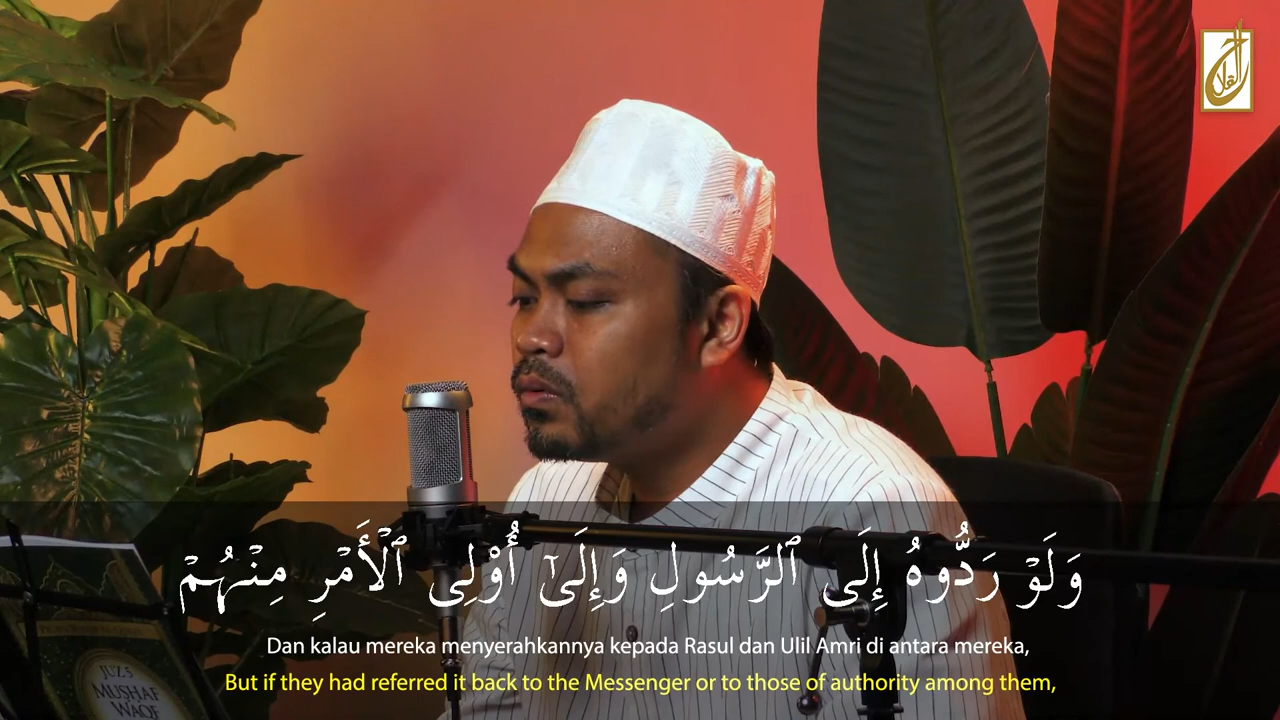 القلاح
وَلَوْ رَدُّوهُ إِلَى ٱلرَّسُولِ وَإِلَىٰٓ أُوْلِى ٱلْأَمْرِ مِنْهُمْ
Dan kalau mereka menyerahkannya kepada Rasul dan Ulil Amri di antara mereka,
But if they had referred it back to the Messenger or to those of authority among them,
JUZ 5
MUSHAF
WAQF